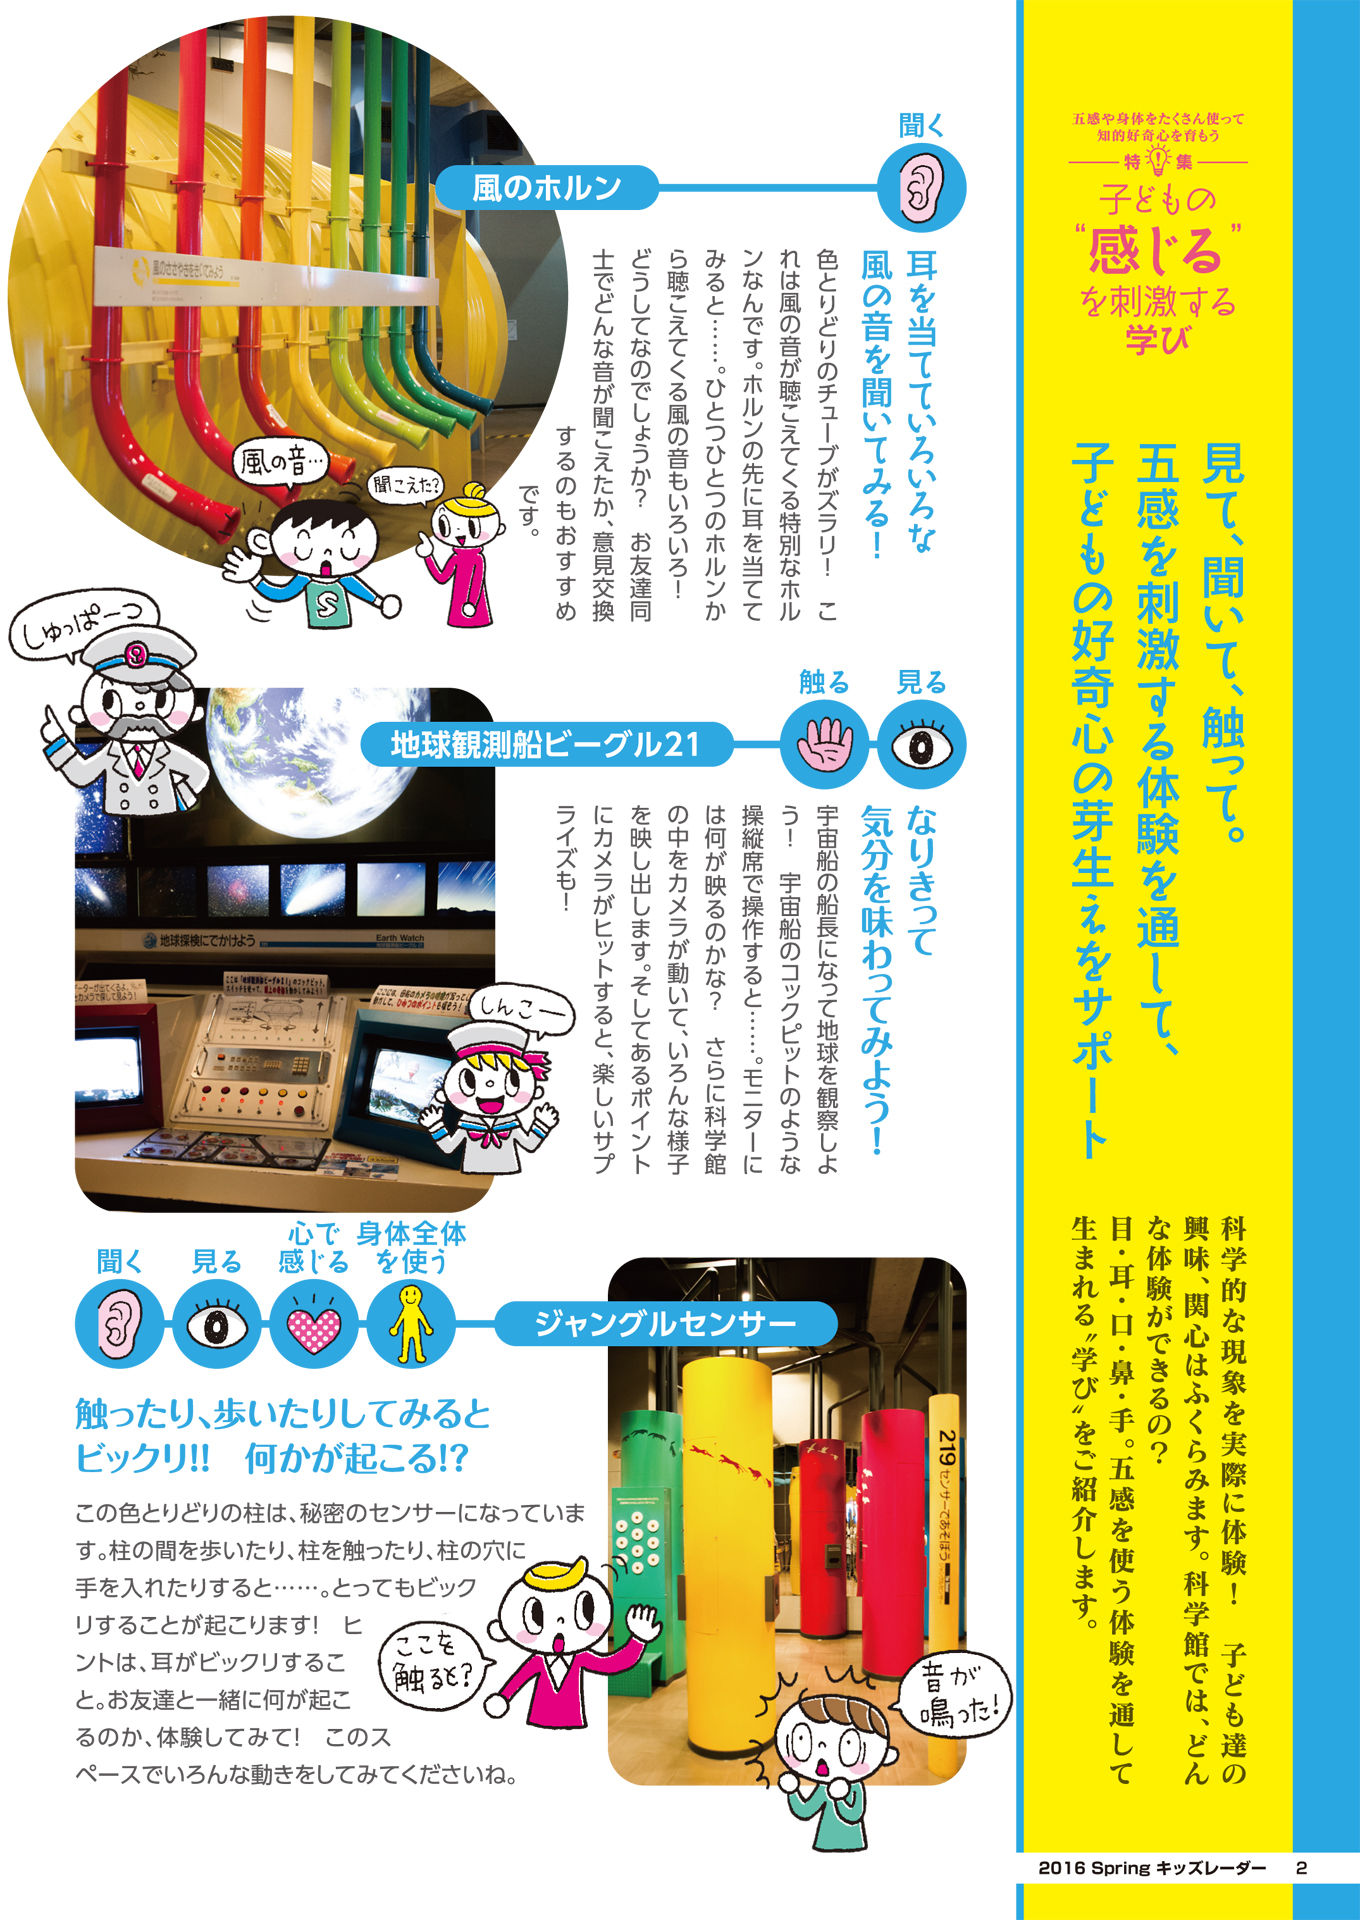 五感や身体をたくさん使って
知的好奇心を育もう
特集
子どもの
“感じる”
を刺激する
学び
見て、聞いて、触って。
五感を刺激する体験を通して、
子どもの好奇心の芽生えをサポート
科学的な現象を実際に体験！　子ども達の
興味、関心はふくらみます。科学館では、どん
な体験ができるの？
目・耳・口・鼻・手。五感を使う体験を通して
生まれる〝学び〟をご紹介します。
聞く
風のホルン
耳を当てていろいろな
風の音を聞いてみる！
色とりどりのチューブがズラリ！　こ
れは風の音が聴こえてくる特別なホル
ンなんです。ホルンの先に耳を当てて
みると……。ひとつひとつのホルンか
ら聴こえてくる風の音もいろいろ！
どうしてなのでしょうか？　お友達同
士でどんな音が聞こえたか、意見交換
するのもおすすめ
です。
風のささやきをきいてみよう
風の音…
聞こえた?
しゅっぱーつ
触る
見る
地球観測船ビーグル21
なりきって
気分を味わってみよう！
宇宙船の船長になって地球を観察しよ
う！　宇宙船のコックピットのような
操縦席で操作すると……。モニターに
は何が映るのかな？　さらに科学館
の中をカメラが動いて、いろんな様子
を映し出します。そしてあるポイント
にカメラがヒットすると、楽しいサプ
ライズも！
地球探検にでかけよう
Earth Watch
しんこー
聞く
見る
心で
感じる
身体全体
を使う
ジャングルセンサー
触ったり、歩いたりしてみると
ビックリ!!　何かが起こる!?
この色とりどりの柱は、秘密のセンサーになっていま
す。柱の間を歩いたり、柱を触ったり、柱の穴に
手を入れたりすると……。とってもビック
リすることが起こります！　ヒ
ントは、耳がビックリするこ
と。お友達と一緒に何が起こ
るのか、体験してみて！　このス
ペースでいろんな動きをしてみてくださいね。
219 センサーであそぼう
ここを
触ると?
音が
鳴った!
2016 Spring キッズレーダー　2